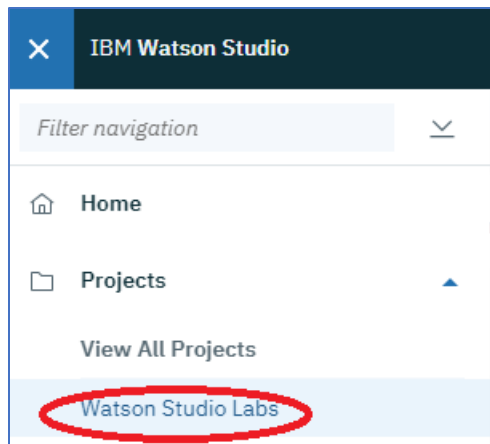 IBM Watson Studio
Filter navigation
Home
Projects
View All Projects
Watson Studio Labs